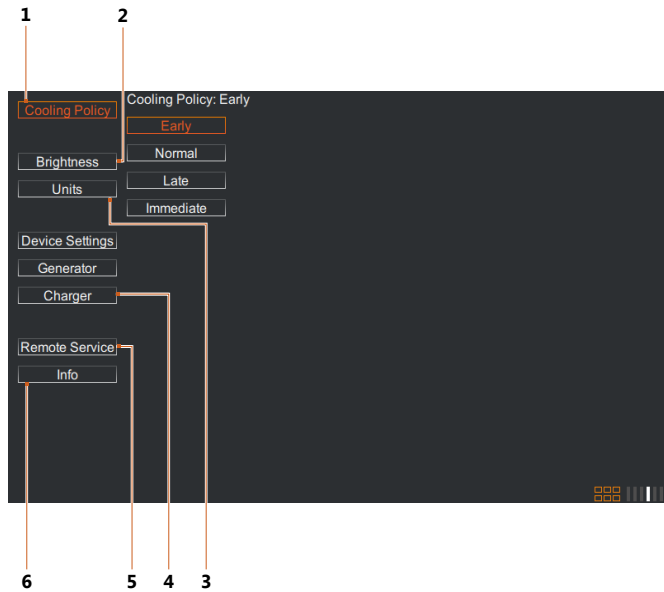 1 2
Cooling Policy
Cooling Policy: Early
Early
Normal
Late
Immediate
Brightness
Units
Device Settings
Generator
Charger
Remote Service
Info
6 5 4 3